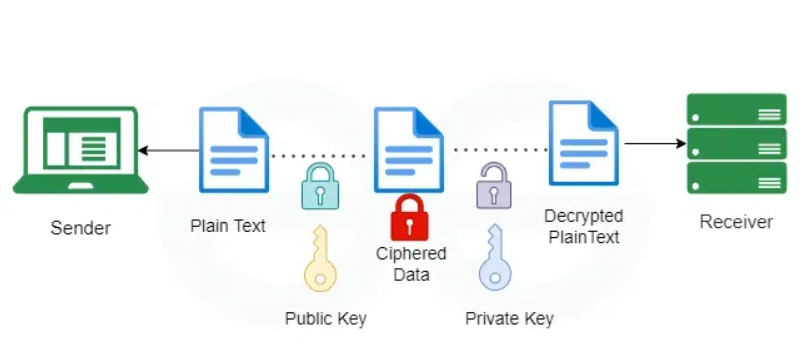 Sender
Plain Text
Ciphered
Data
Decrypted
PlainText
Receiver
Public Key
Private Key